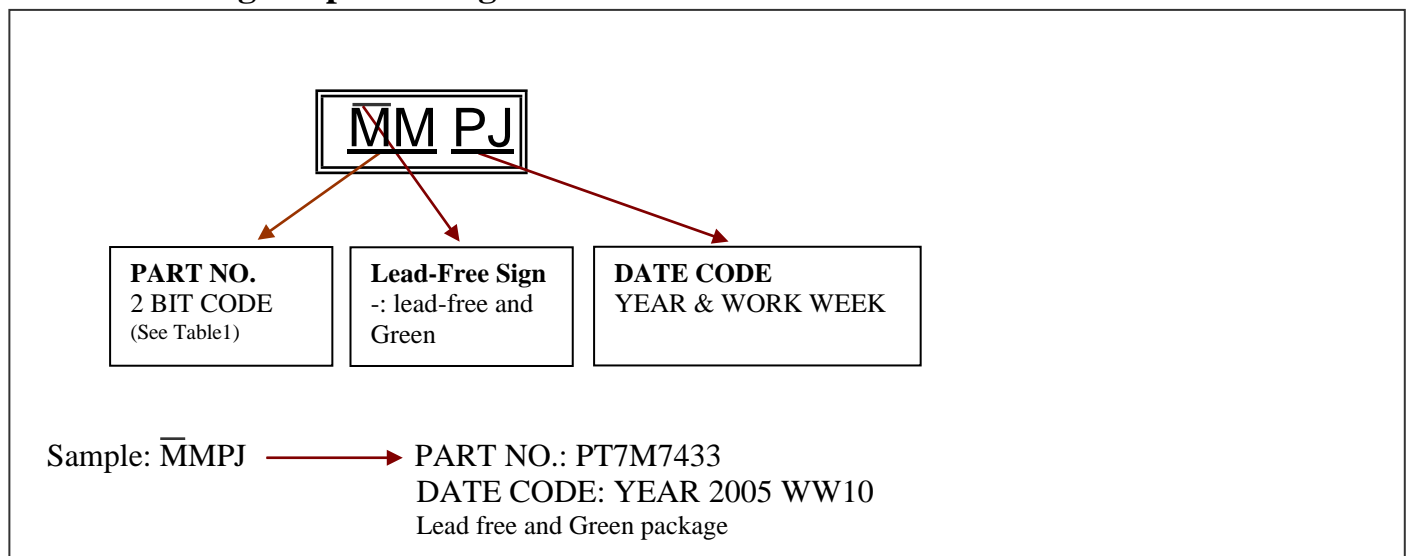 M̅M PJ
PART NO.
2 BIT CODE
(See Table1)
Lead-Free Sign
-: lead-free and
Green
DATE CODE
YEAR & WORK WEEK
Sample: M̅MPJ
PART NO.: PT7M7433
DATE CODE: YEAR 2005 WW10
Lead free and Green package